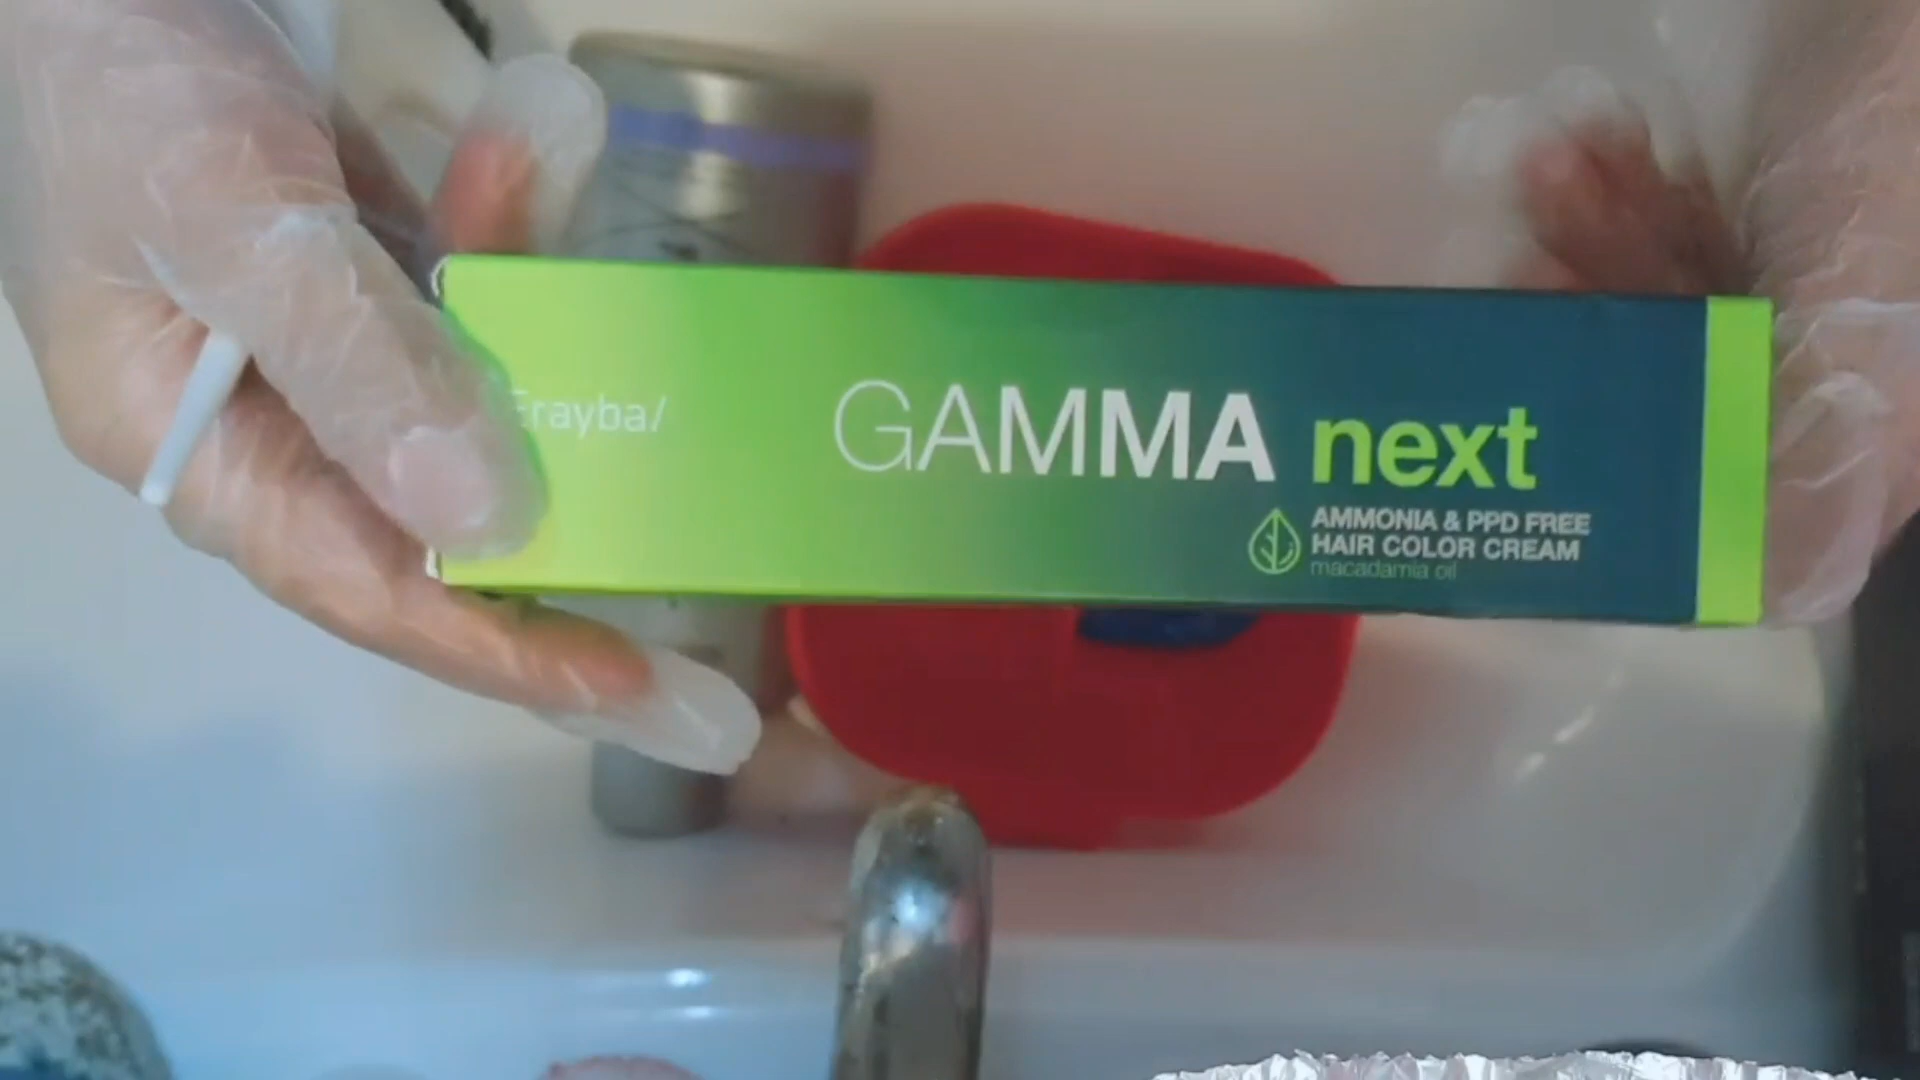 Erayba/
GAMMA next
AMMONIA & PPD FREE
HAIR COLOR CREAM
macadamia oil